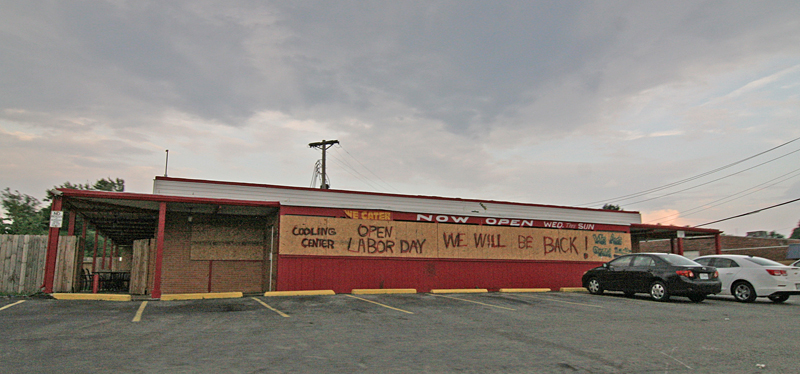 WE CATER
NOW OPEN WED. Thru SUN
COOLING
CENTER
OPEN
LABOR DAY
WE WILL BE BACK!